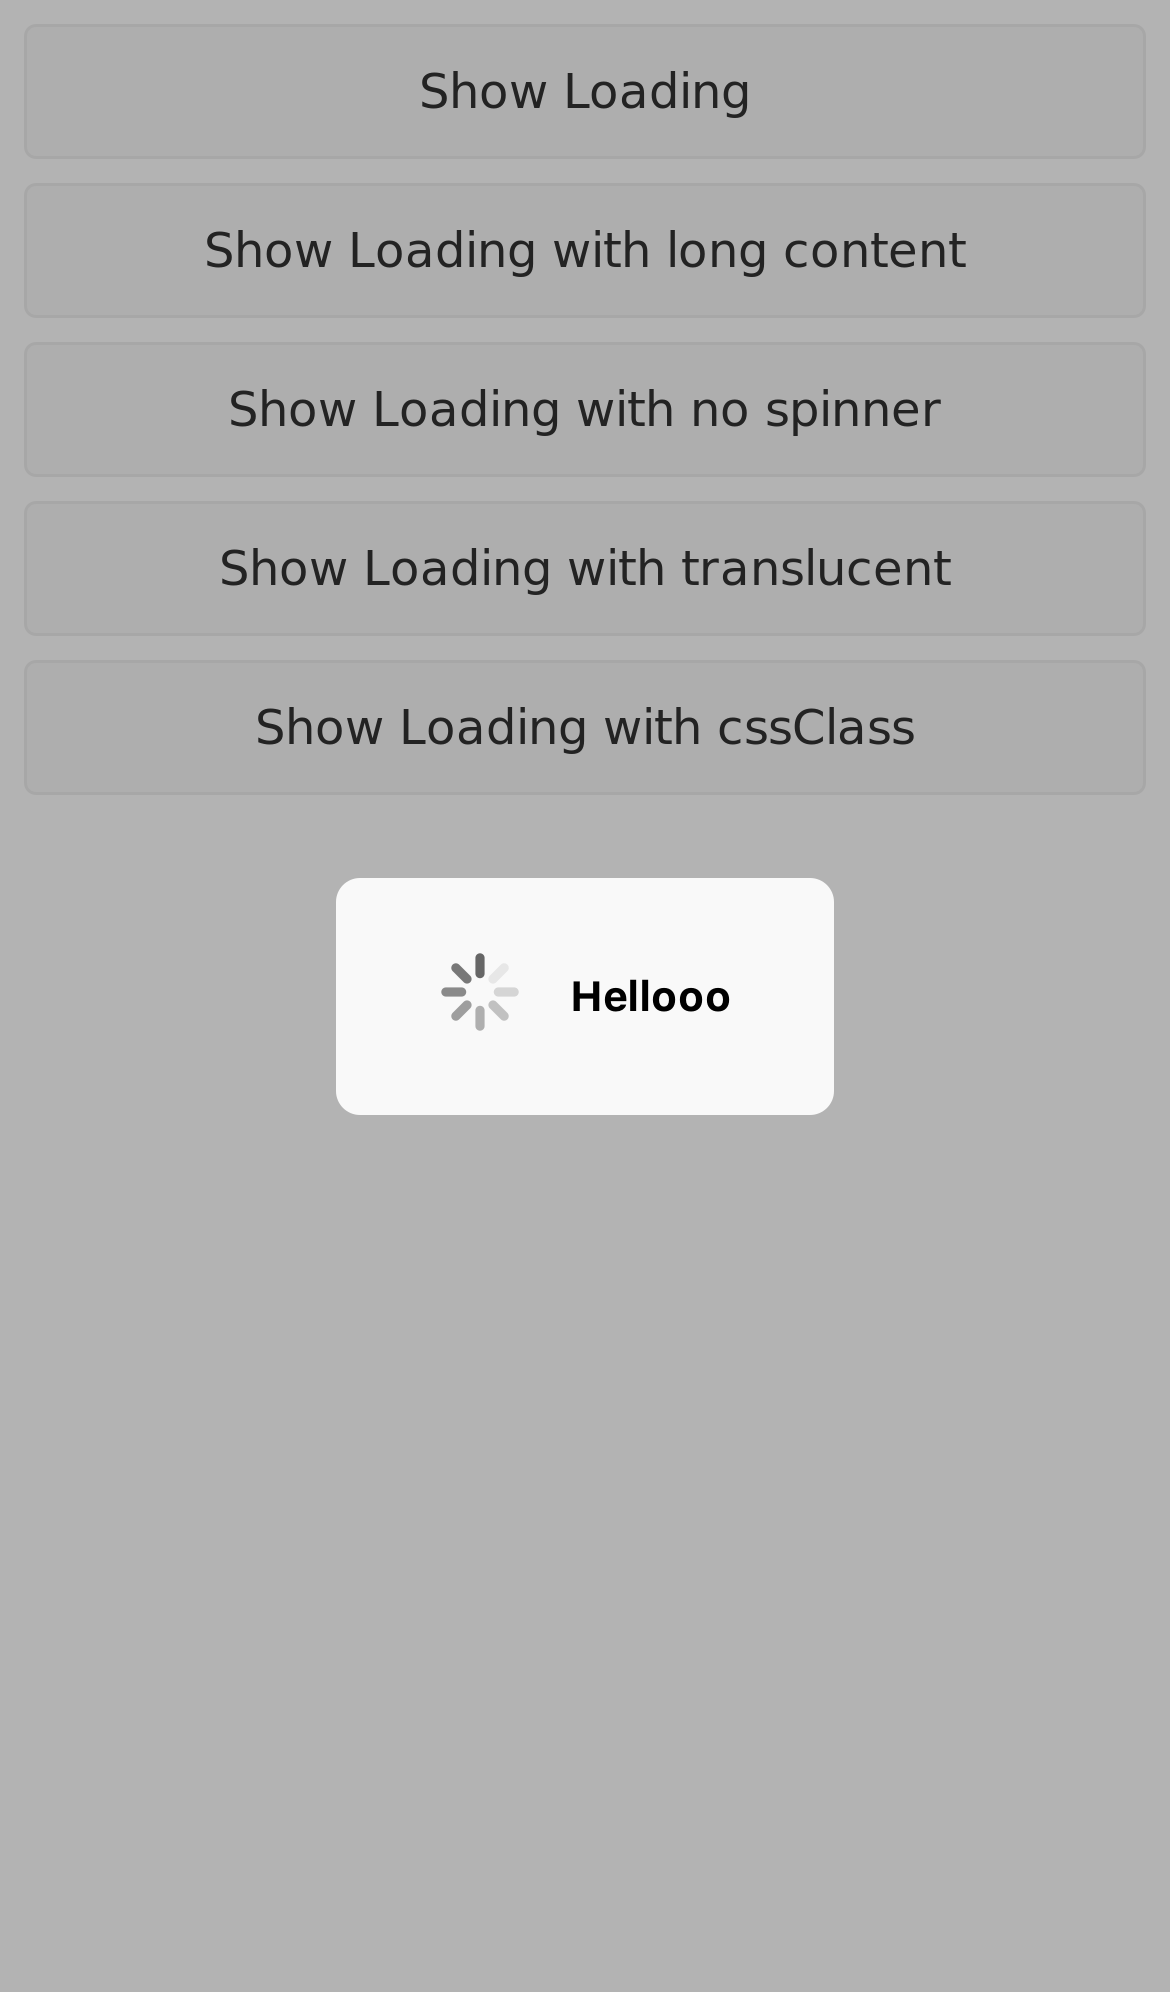 Show Loading
Show Loading with long content
Show Loading with no spinner
Show Loading with translucent
Show Loading with cssClass
Hellooo